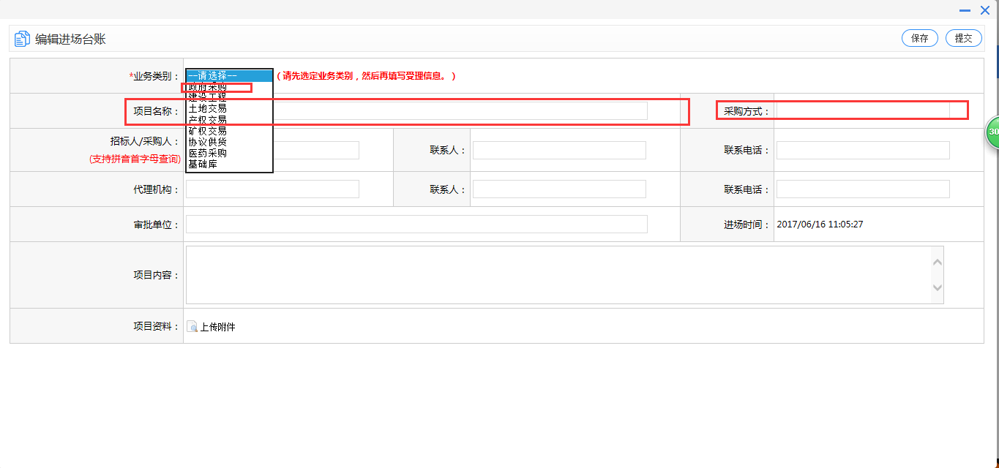 编辑进场台账
保存
提交
*业务类别：
--请选择--
(请先选定业务类别，然后再填写受理信息。)
政府采购
建设工程
土地交易
产权交易
矿权交易
协议供货
医药采购
基础库
项目名称：
采购方式：
招标人/采购人：
(支持拼音首字母查询)
联系人：
联系电话：
代理机构：
联系人：
联系电话：
审批单位：
进场时间：
2017/06/16 11:05:27
项目内容：
项目资料：
上传附件
30